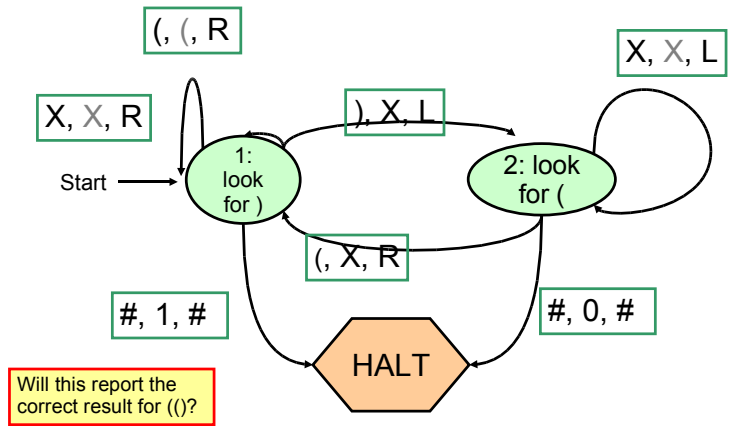 (, (, R
X, X, L
X, X, R
), X, L
Start
1:
look
for )
2: look
for (
(, X, R
#, 1, #
#, 0, #
HALT
Will this report the
correct result for (()?